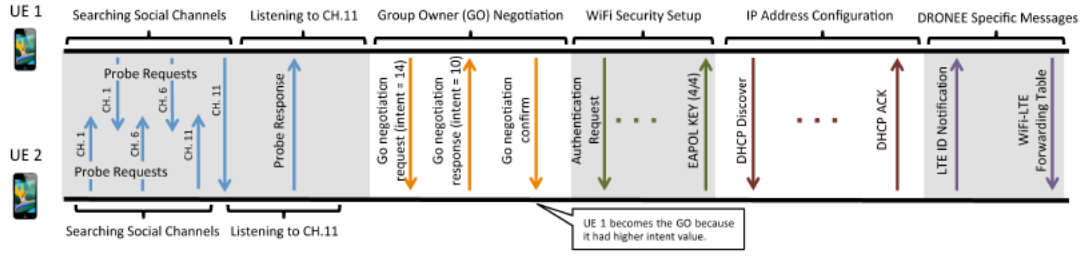 UE 1
Searching Social Channels
Listening to CH.11
Group Owner (GO) Negotiation
WiFi Security Setup
IP Address Configuration
DRONEE Specific Messages
Probe Requests
CH. 1
CH. 6
CH. 11
CH. 1
CH. 6
CH. 11
Probe Requests
Probe Response
Go negotiation
request (intent = 14)
Go negotiation
response (intent = 10)
Go negotiation
confirm
Authentication
Request
. . .
EAPOL KEY (4/4)
DHCP Discover
. . .
DHCP ACK
LTE ID Notification
WiFi-LTE
Forwarding Table
UE 2
Searching Social Channels
Listening to CH.11
UE 1 becomes the GO because
it had higher intent value.